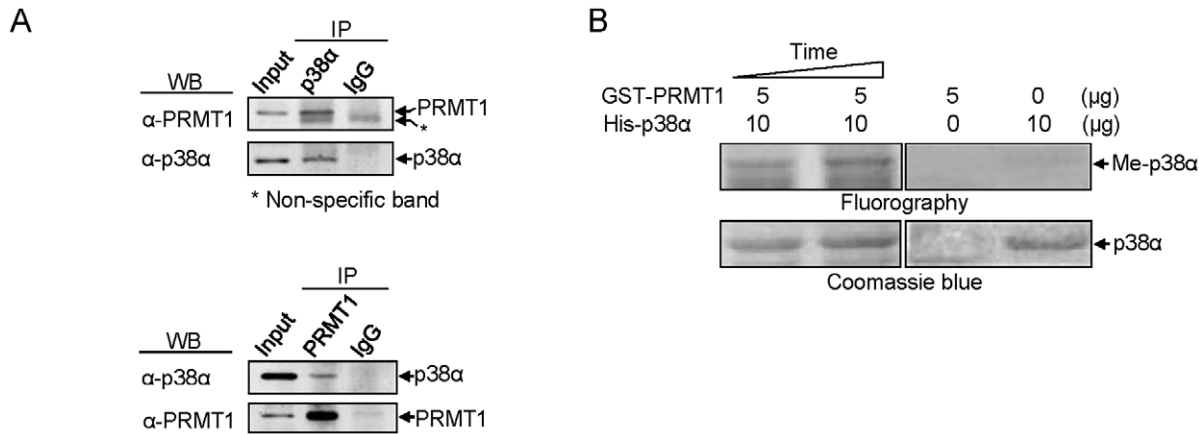 A
IP
WB
Input
p38α
IgG
α-PRMT1
PRMT1
*
α-p38α
p38α
* Non-specific band
IP
WB
Input
PRMT1
IgG
α-p38α
p38α
α-PRMT1
PRMT1
B
Time
GST-PRMT1 5 5 5 0 (μg)
His-p38α 10 10 0 10 (μg)
Me-p38α
Fluorography
p38α
Coomassie blue